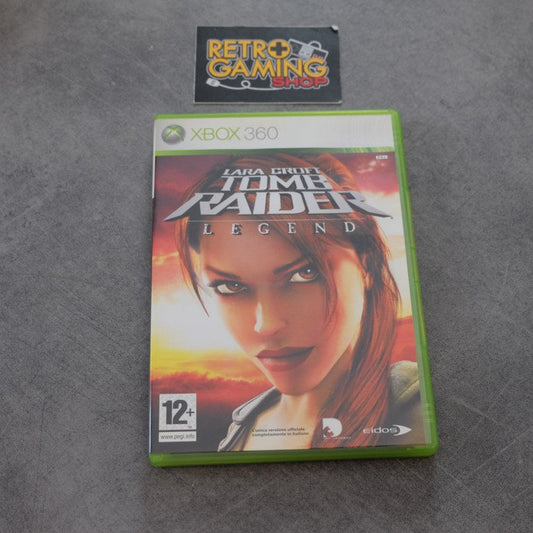 RETRO
GAMING
SHOP
XBOX 360
PAL
LARA CROFT
TOMB
RAIDER
LEGEND
12+
www.pegi.info
L'unica versione ufficiale
completamente in italiano
eidos